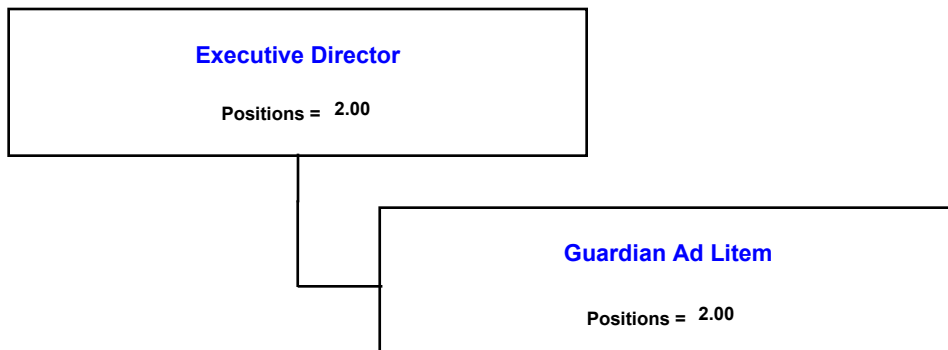 Executive Director
Positions = 2.00
Guardian Ad Litem
Positions = 2.00